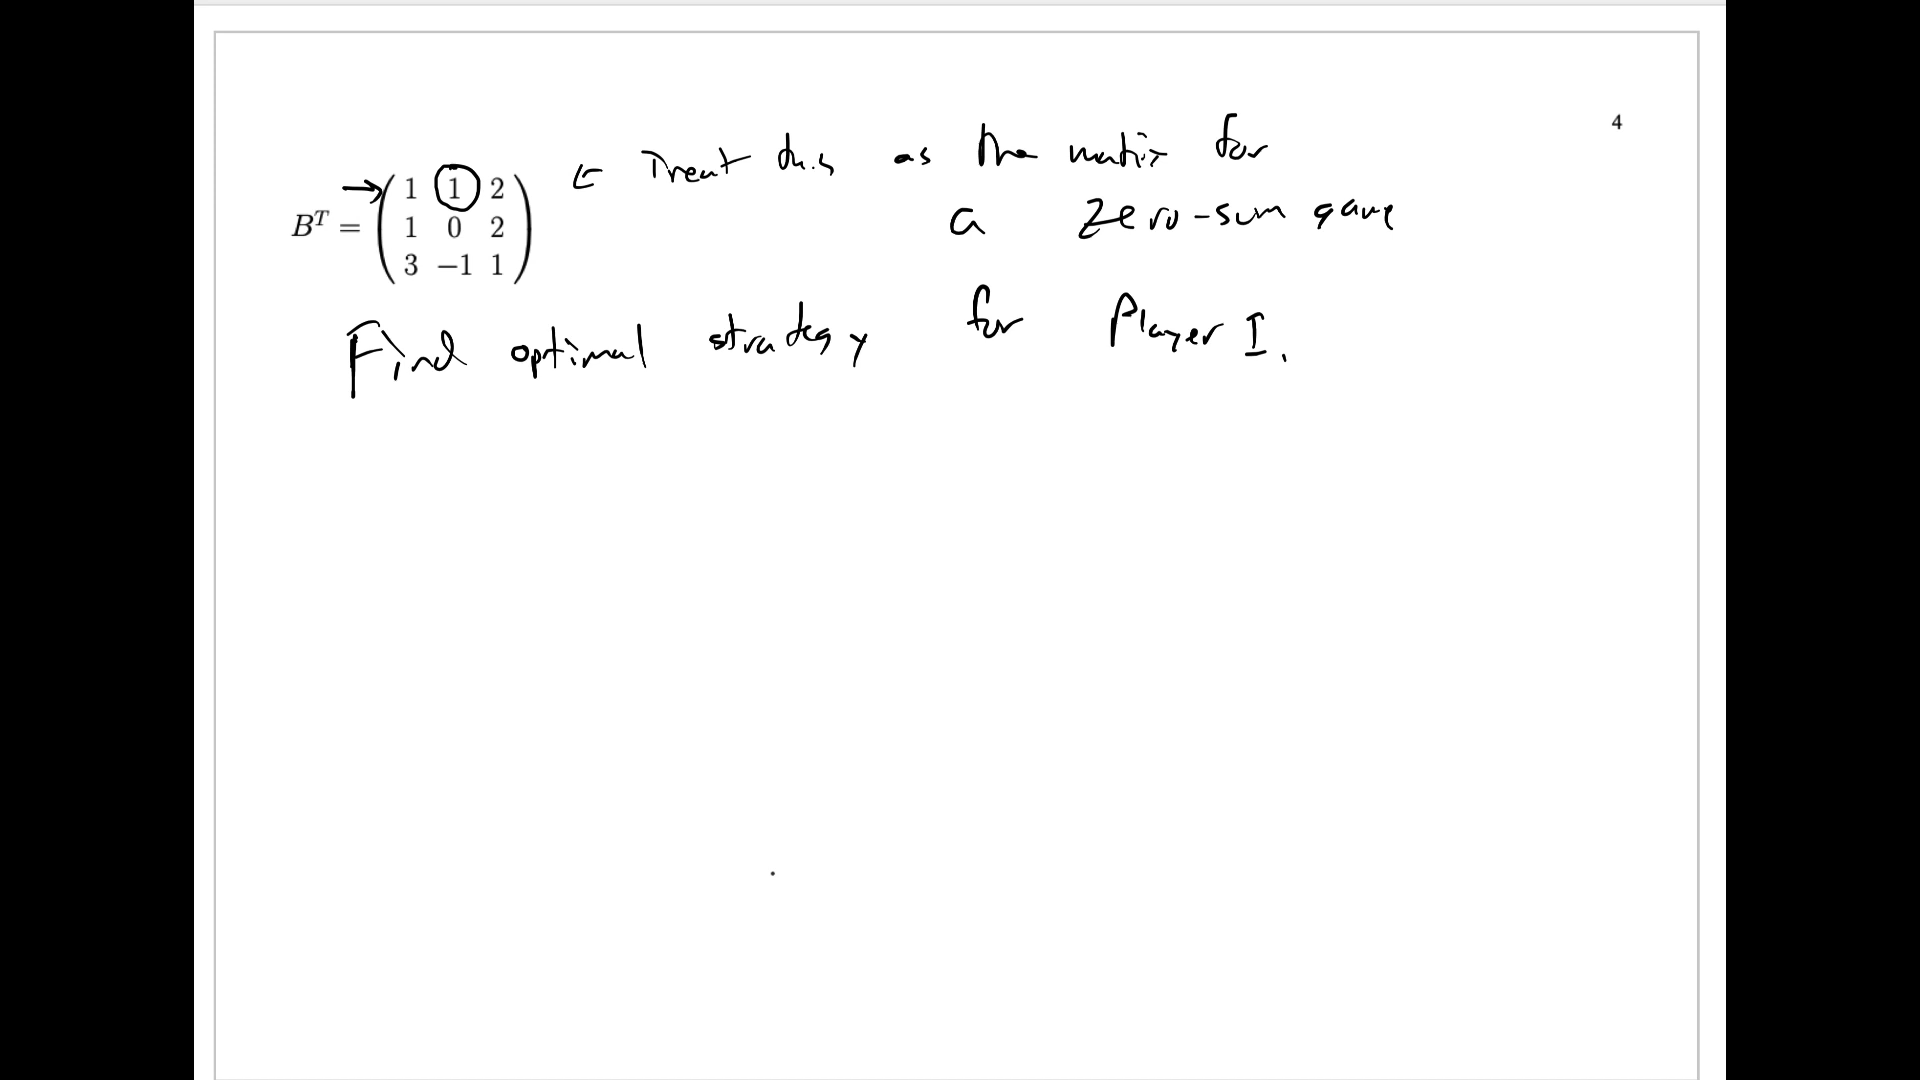 4
→ ( 1 1 2 ) ← Treat this as the matrix for
Bᵀ = ( 1 0 2 ) a zero-sum game
( 3 −1 1 )
Find optimal strategy for Player I.